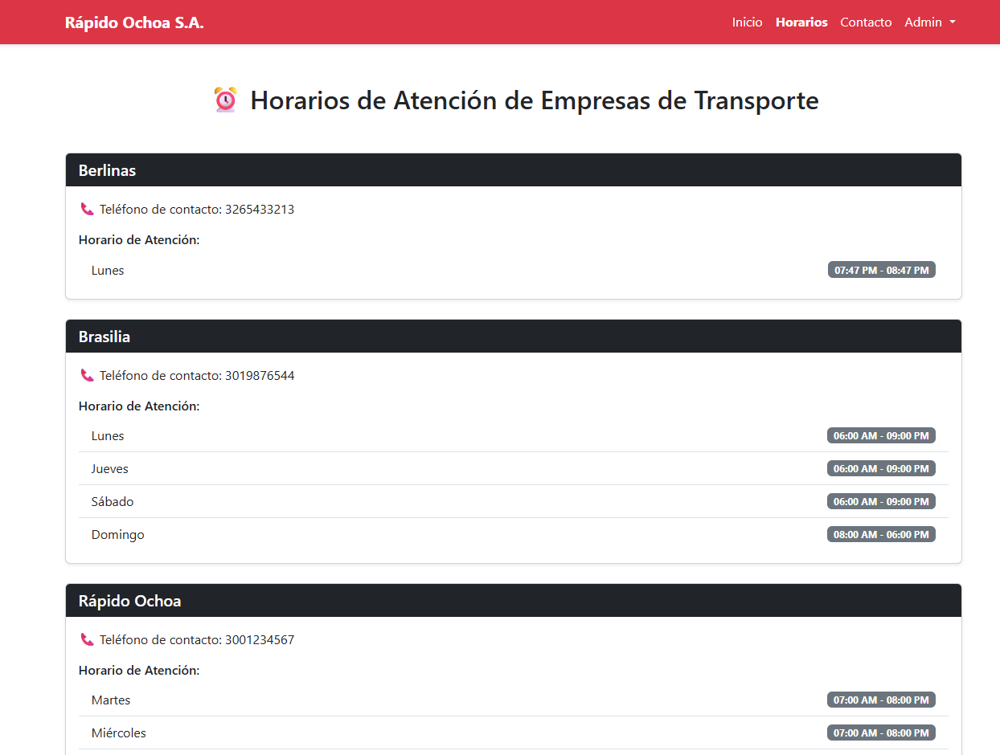 Rápido Ochoa S.A. Inicio Horarios Contacto Admin
Horarios de Atención de Empresas de Transporte
Berlinas
Teléfono de contacto: 3265433213
Horario de Atención:
Lunes 07:47 PM - 08:47 PM
Brasilia
Teléfono de contacto: 3019876544
Horario de Atención:
Lunes 06:00 AM - 09:00 PM
Jueves 06:00 AM - 09:00 PM
Sábado 06:00 AM - 09:00 PM
Domingo 08:00 AM - 06:00 PM
Rápido Ochoa
Teléfono de contacto: 3001234567
Horario de Atención:
Martes 07:00 AM - 08:00 PM
Miércoles 07:00 AM - 08:00 PM